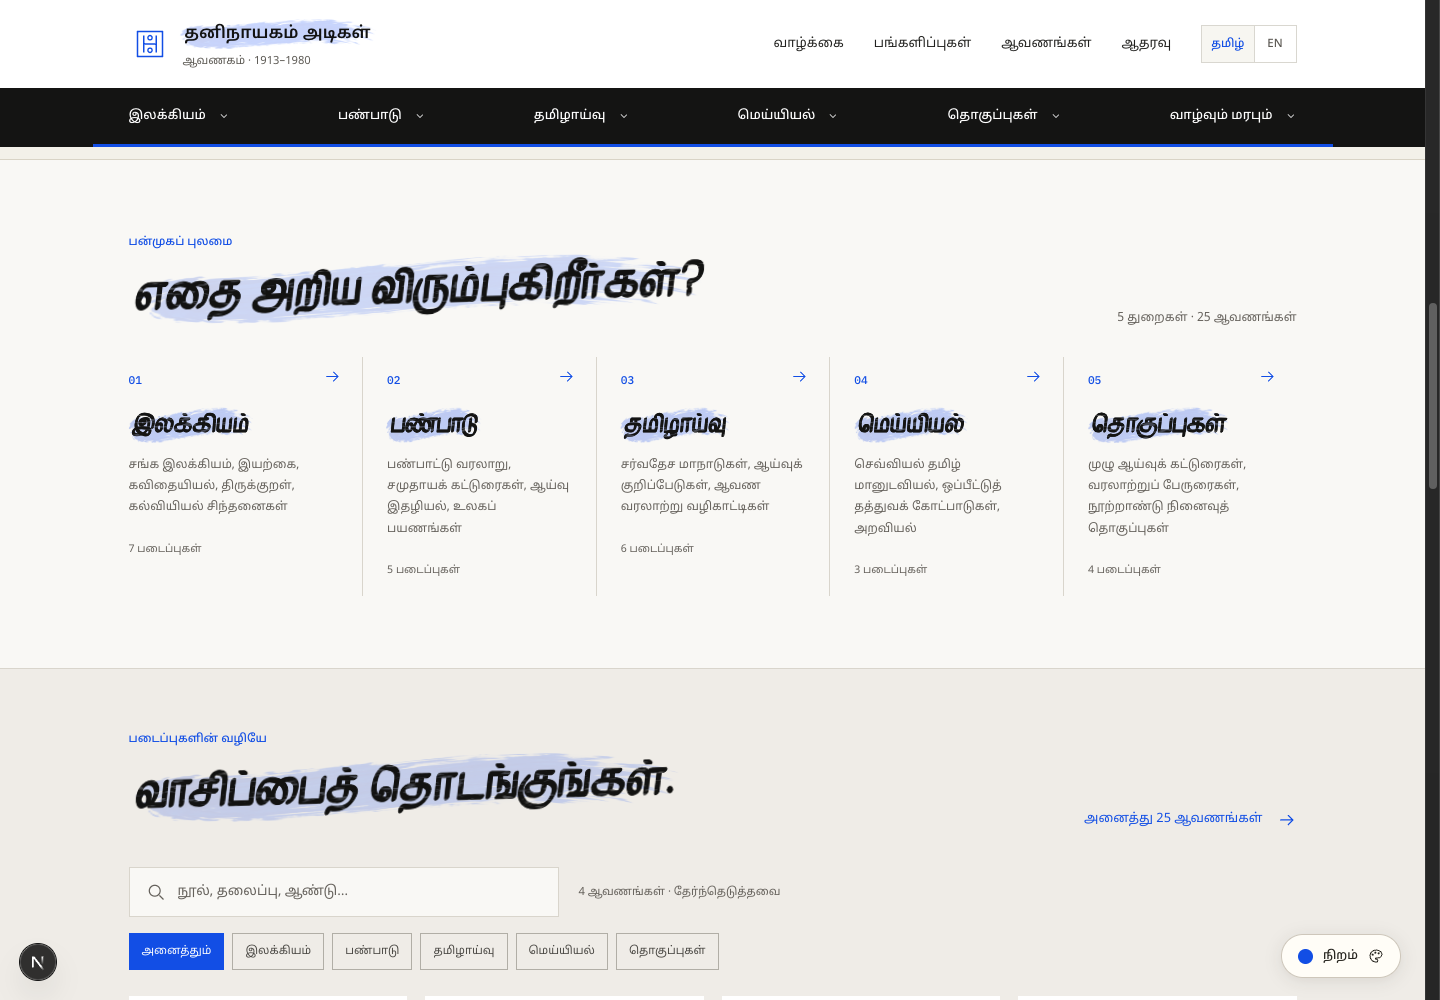 தனிநாயகம் அடிகள்
ஆவணகம் · 1913–1980
வாழ்க்கை
பங்களிப்புகள்
ஆவணங்கள்
ஆதரவு
தமிழ்
EN
இலக்கியம்
பண்பாடு
தமிழாய்வு
மெய்யியல்
தொகுப்புகள்
வாழ்வும் மரபும்
பன்முகப் புலமை
எதை அறிய விரும்புகிறீர்கள்?
5 துறைகள் · 25 ஆவணங்கள்
01
இலக்கியம்
சங்க இலக்கியம், இயற்கை,
கவிதையியல், திருக்குறள்,
கல்வியியல் சிந்தனைகள்
7 படைப்புகள்
02
பண்பாடு
பண்பாட்டு வரலாறு,
சமுதாயக் கட்டுரைகள், ஆய்வு
இதழியல், உலகப்
பயணங்கள்
5 படைப்புகள்
03
தமிழாய்வு
சர்வதேச மாநாடுகள், ஆய்வுக்
குறிப்பேடுகள், ஆவண
வரலாற்று வழிகாட்டிகள்
6 படைப்புகள்
04
மெய்யியல்
செவ்வியல் தமிழ்
மானுடவியல், ஒப்பீட்டுத்
தத்துவக் கோட்பாடுகள்,
அறவியல்
3 படைப்புகள்
05
தொகுப்புகள்
முழு ஆய்வுக் கட்டுரைகள்,
வரலாற்றுப் பேருரைகள்,
நூற்றாண்டு நினைவுத்
தொகுப்புகள்
4 படைப்புகள்
படைப்புகளின் வழியே
வாசிப்பைத் தொடங்குங்கள்.
அனைத்து 25 ஆவணங்கள்
நூல், தலைப்பு, ஆண்டு...
4 ஆவணங்கள் · தேர்ந்தெடுத்தவை
அனைத்தும்
இலக்கியம்
பண்பாடு
தமிழாய்வு
மெய்யியல்
தொகுப்புகள்
N
நிறம்